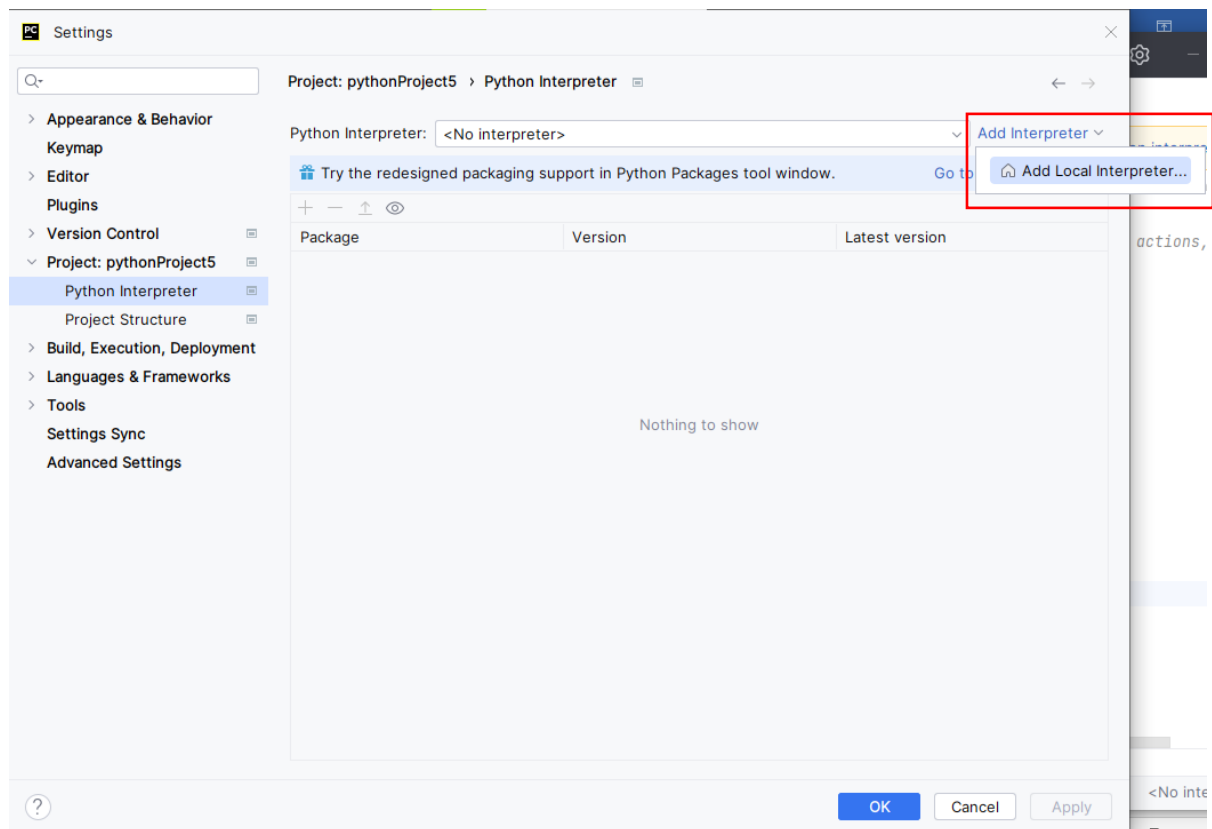 PC Settings
Project: pythonProject5 › Python Interpreter
Appearance & Behavior
Keymap
Editor
Plugins
Version Control
Project: pythonProject5
Python Interpreter
Project Structure
Build, Execution, Deployment
Languages & Frameworks
Tools
Settings Sync
Advanced Settings
Python Interpreter: <No interpreter> Add Interpreter
Try the redesigned packaging support in Python Packages tool window. Go to
Add Local Interpreter...
Package Version Latest version
Nothing to show
actions,
? OK Cancel Apply
<No inte